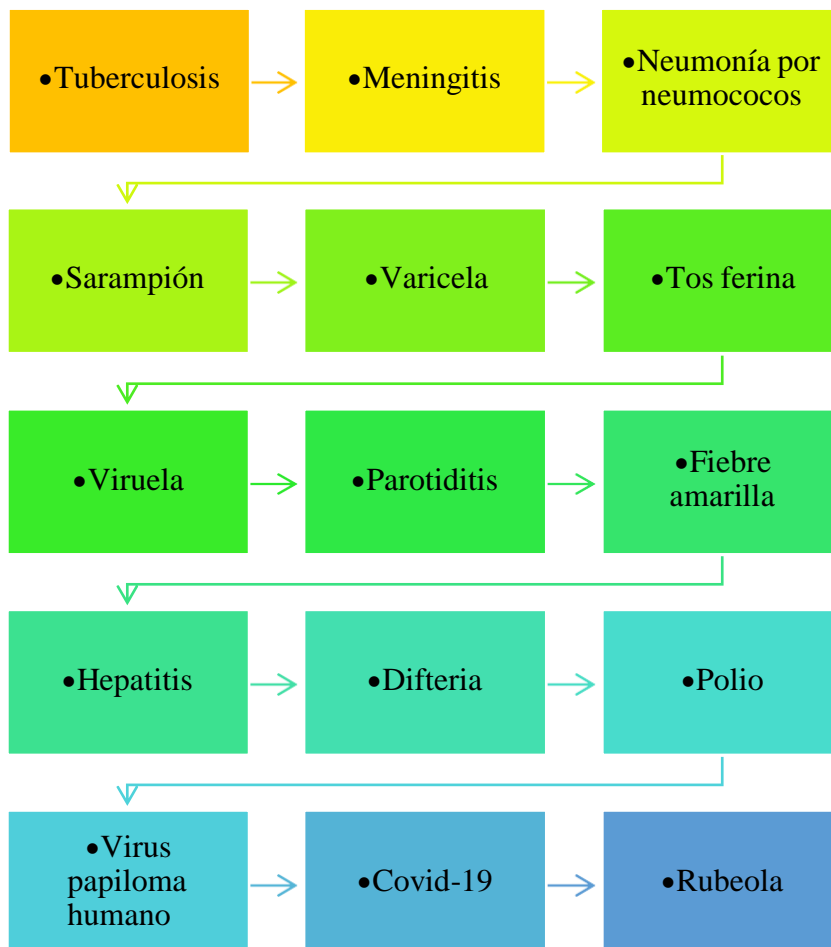 •Tuberculosis
•Meningitis
•Neumonía por
neumococos
•Sarampión
•Varicela
•Tos ferina
•Viruela
•Parotiditis
•Fiebre
amarilla
•Hepatitis
•Difteria
•Polio
•Virus
papiloma
humano
•Covid-19
•Rubeola